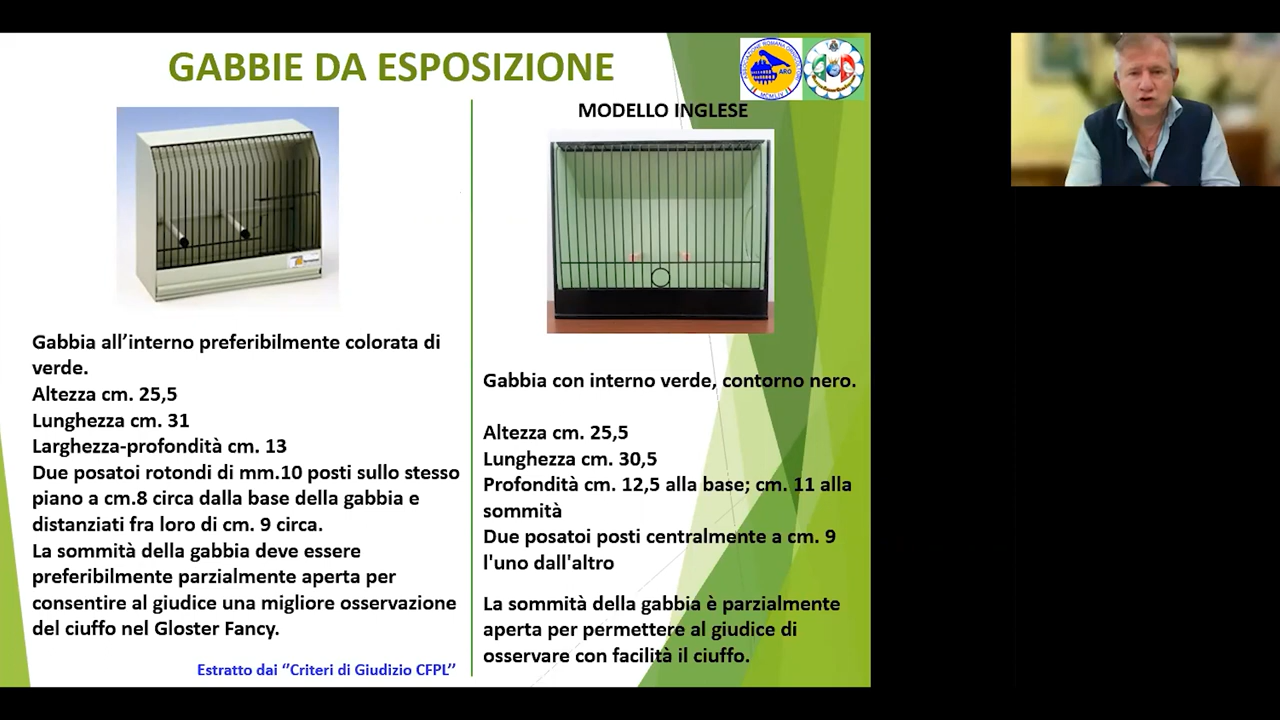 GABBIE DA ESPOSIZIONE
Gabbia all’interno preferibilmente colorata di
verde.
Altezza cm. 25,5
Lunghezza cm. 31
Larghezza-profondità cm. 13
Due posatoi rotondi di mm.10 posti sullo stesso
piano a cm.8 circa dalla base della gabbia e
distanziati fra loro di cm. 9 circa.
La sommità della gabbia deve essere
preferibilmente parzialmente aperta per
consentire al giudice una migliore osservazione
del ciuffo nel Gloster Fancy.
Estratto dai ‘‘Criteri di Giudizio CFPL’’
ARO
MCMLIV
MODELLO INGLESE
Gabbia con interno verde, contorno nero.
Altezza cm. 25,5
Lunghezza cm. 30,5
Profondità cm. 12,5 alla base; cm. 11 alla
sommità
Due posatoi posti centralmente a cm. 9
l'uno dall'altro
La sommità della gabbia è parzialmente
aperta per permettere al giudice di
osservare con facilità il ciuffo.